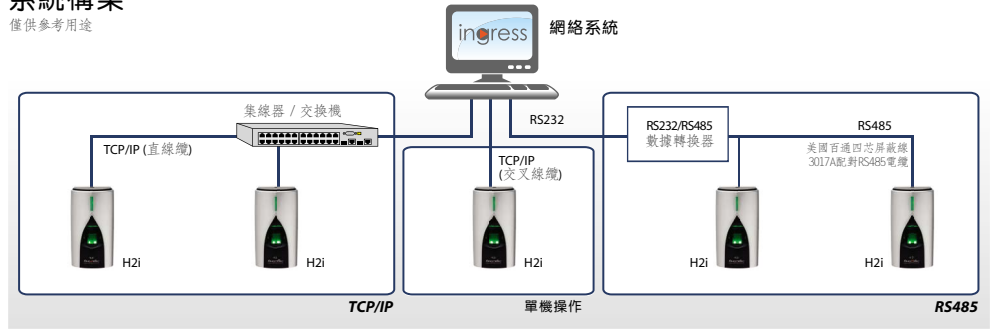 系統構架
僅供參考用途
ingress
網絡系統
集線器 / 交換機
TCP/IP (直線纜)
H2i
H2i
TCP/IP
TCP/IP
(交叉線纜)
H2i
單機操作
RS232
RS232/RS485
數據轉換器
RS485
美國百通四芯屏蔽線
3017A配對RS485電纜
H2i
H2i
RS485